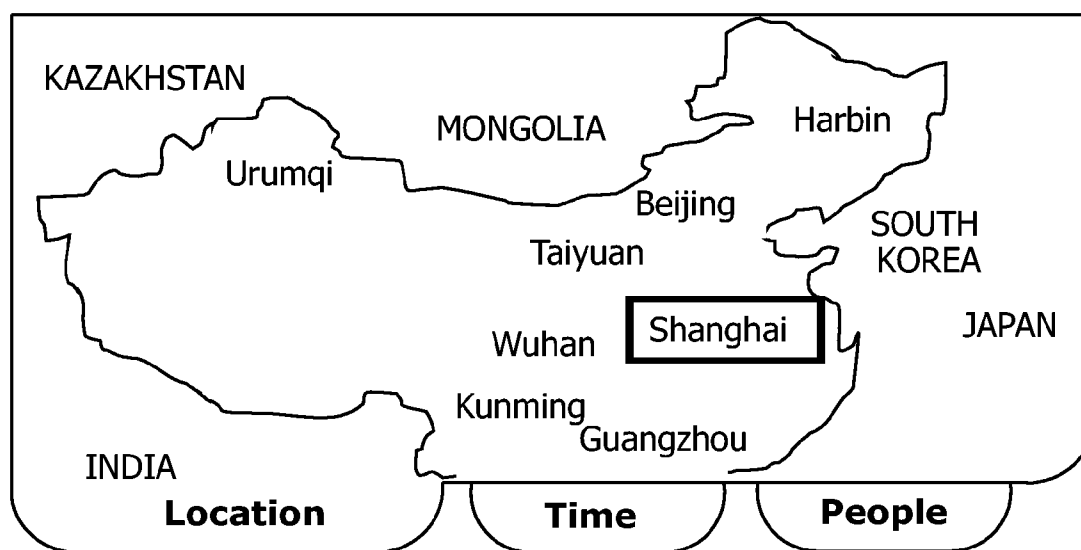 KAZAKHSTAN
MONGOLIA
Harbin
Urumqi
Beijing
SOUTH
KOREA
Taiyuan
Shanghai
JAPAN
Wuhan
Kunming
Guangzhou
INDIA
Location
Time
People